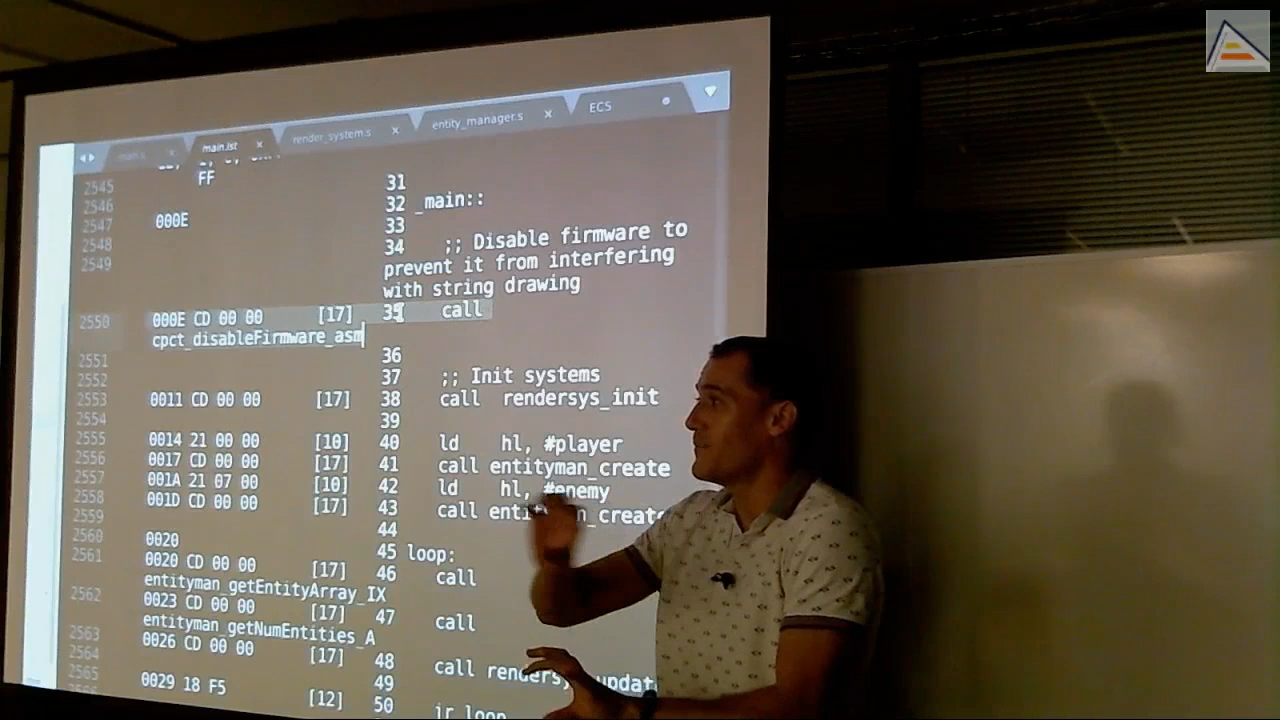 main.s x main.lst x render_system.s x entity_manager.s x ECS
2545 FF 31
2546 32 _main::
2547 000E 33
2548 34 ;; Disable firmware to
2549 prevent it from interfering
with string drawing
2550 000E CD 00 00 [17] 35 call
cpct_disableFirmware_asm
2551 36
2552 37 ;; Init systems
2553 0011 CD 00 00 [17] 38 call rendersys_init
2554 39
2555 0014 21 00 00 [10] 40 ld hl, #player
2556 0017 CD 00 00 [17] 41 call entityman_create
2557 001A 21 07 00 [10] 42 ld hl, #enemy
2558 001D CD 00 00 [17] 43 call entityman_create
2559 44
2560 0020 45 loop:
2561 0020 CD 00 00 [17] 46 call
entityman_getEntityArray_IX
2562 0023 CD 00 00 [17] 47 call
entityman_getNumEntities_A
2563 0026 CD 00 00 [17] 48 call rendersys_updat
2564 49
2565 0029 18 F5 [12] 50 jr loop